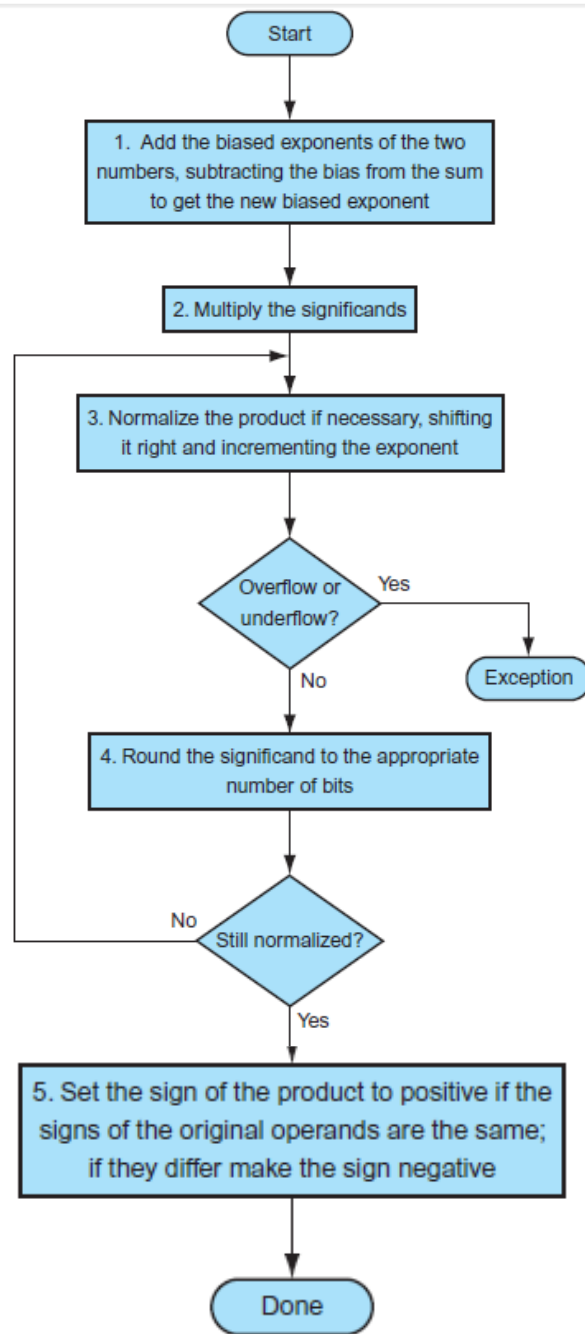 Start
1. Add the biased exponents of the two
numbers, subtracting the bias from the sum
to get the new biased exponent
2. Multiply the significands
3. Normalize the product if necessary, shifting
it right and incrementing the exponent
Overflow or
underflow?
Yes
No
Exception
4. Round the significand to the appropriate
number of bits
No
Still normalized?
Yes
5. Set the sign of the product to positive if the
signs of the original operands are the same;
if they differ make the sign negative
Done